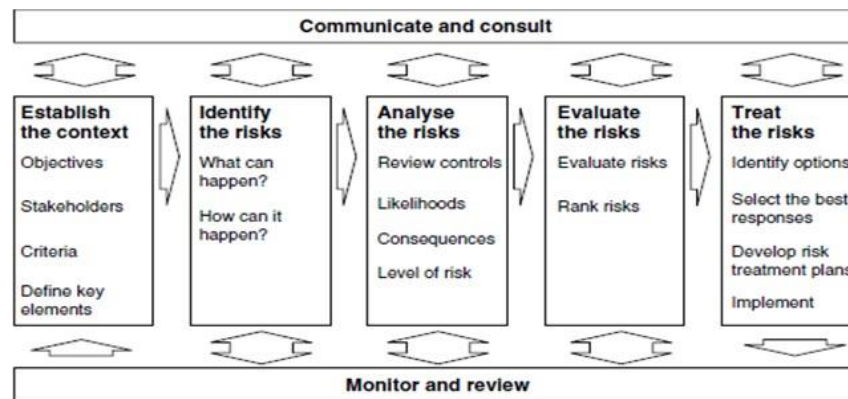 Communicate and consult
Establish
the context
Objectives
Stakeholders
Criteria
Define key
elements
Identify
the risks
What can
happen?
How can it
happen?
Analyse
the risks
Review controls
Likelihoods
Consequences
Level of risk
Evaluate
the risks
Evaluate risks
Rank risks
Treat
the risks
Identify options
Select the best
responses
Develop risk
treatment plans
Implement
Monitor and review